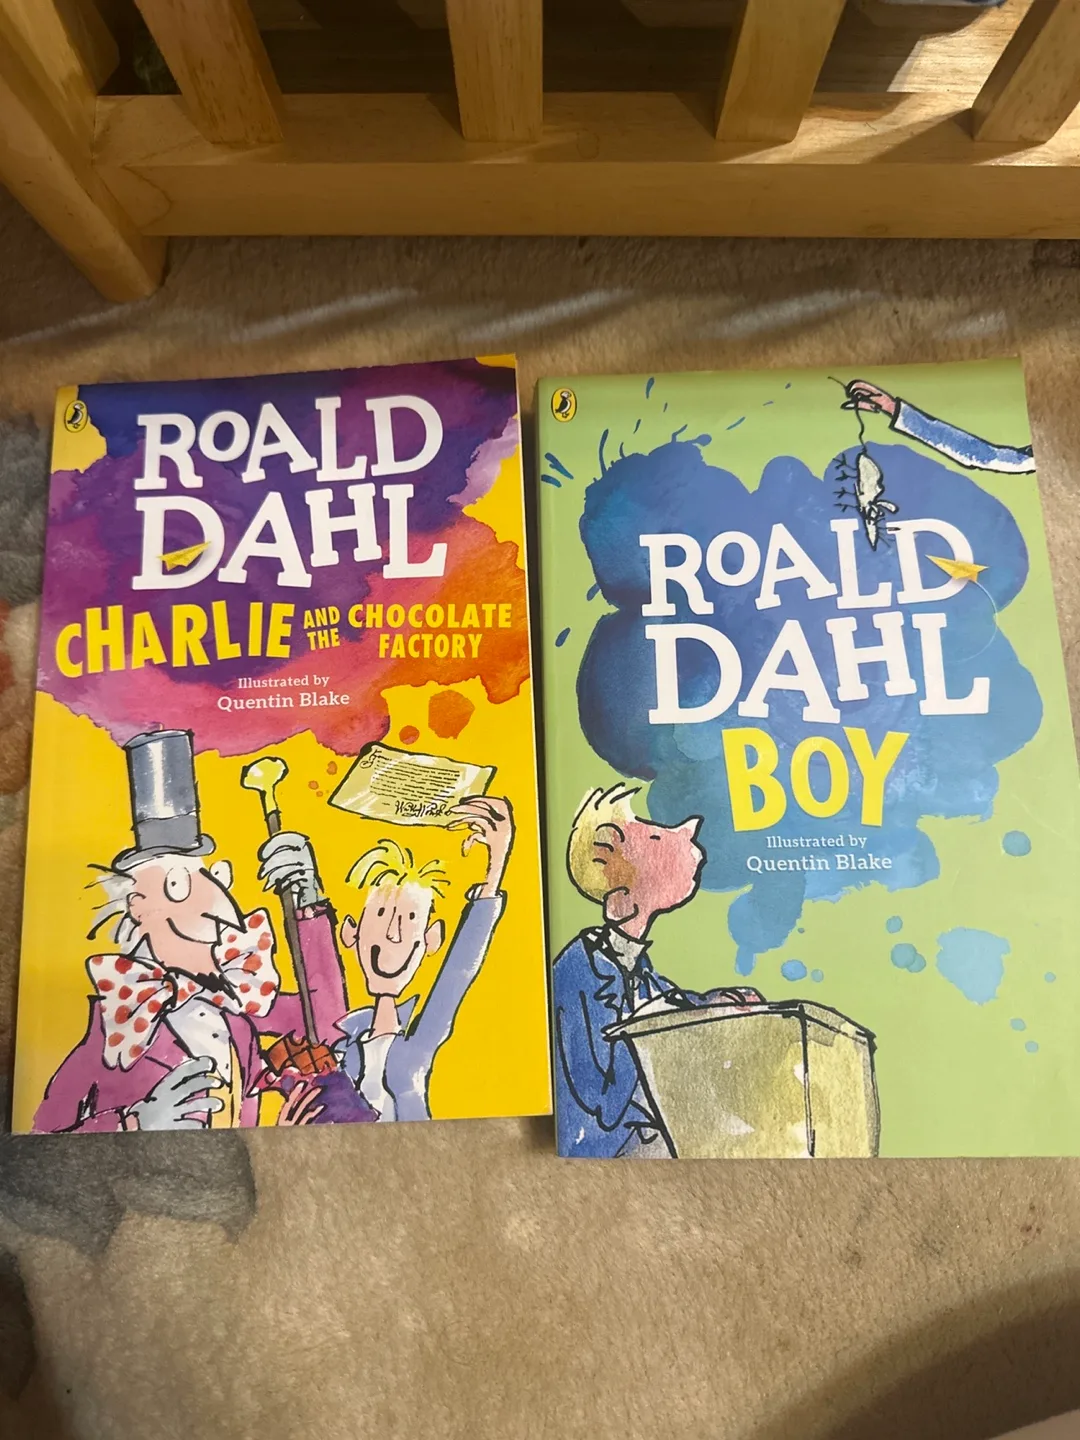 ROALD
DAHL
CHARLIE AND THE CHOCOLATE FACTORY
Illustrated by
Quentin Blake
ROALD
DAHL
BOY
Illustrated by
Quentin Blake